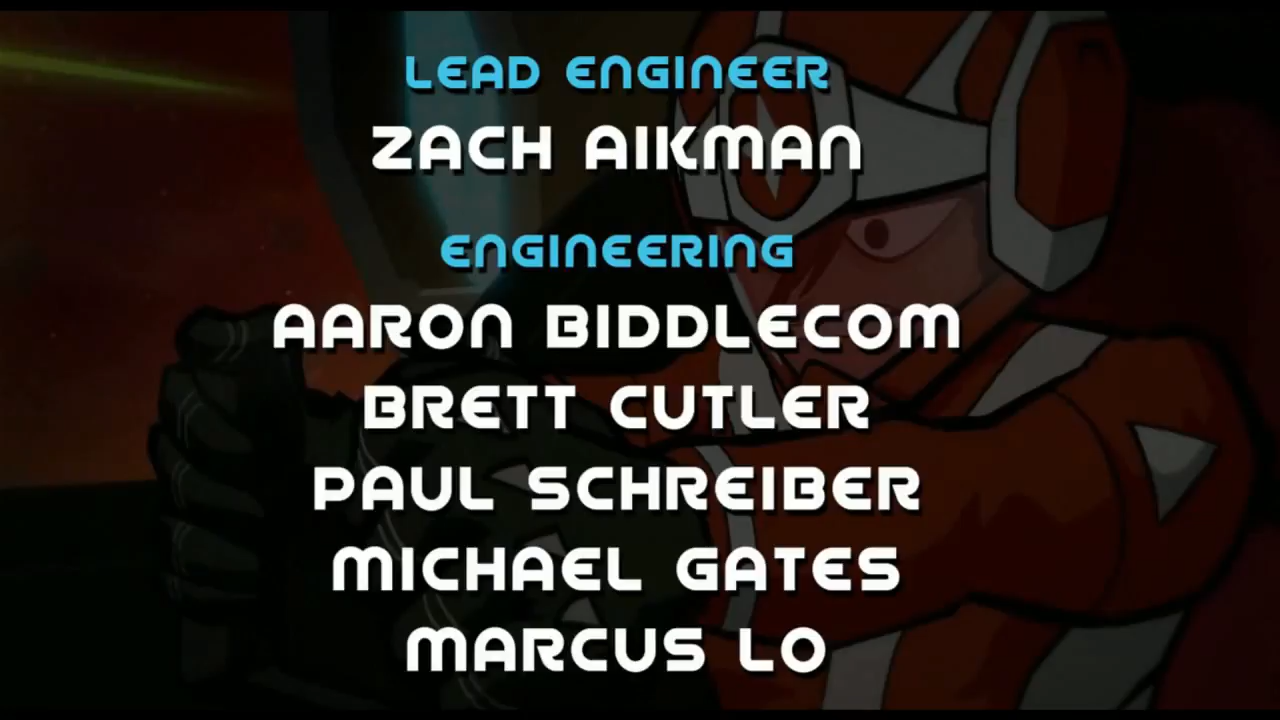 LEAD ENGINEER
ZACH AIKMAN
ENGINEERING
AARON BIDDLECOM
BRETT CUTLER
PAUL SCHREIBER
MICHAEL GATES
MARCUS LO